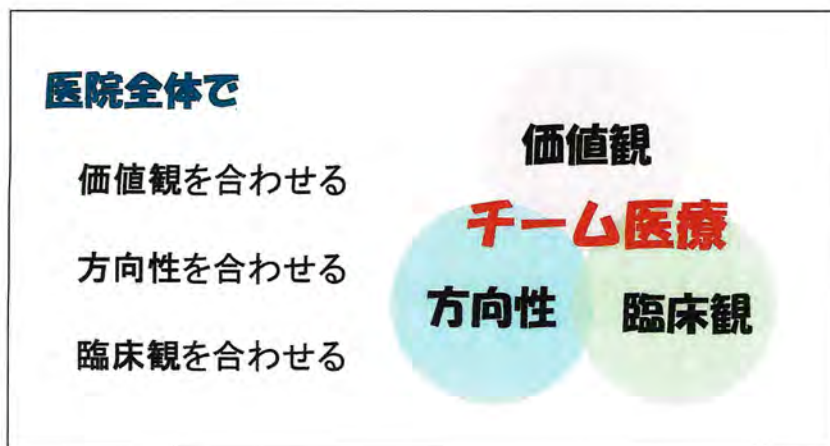 医院全体で
価値観を合わせる
方向性を合わせる
臨床観を合わせる
価値観
チーム医療
方向性
臨床観